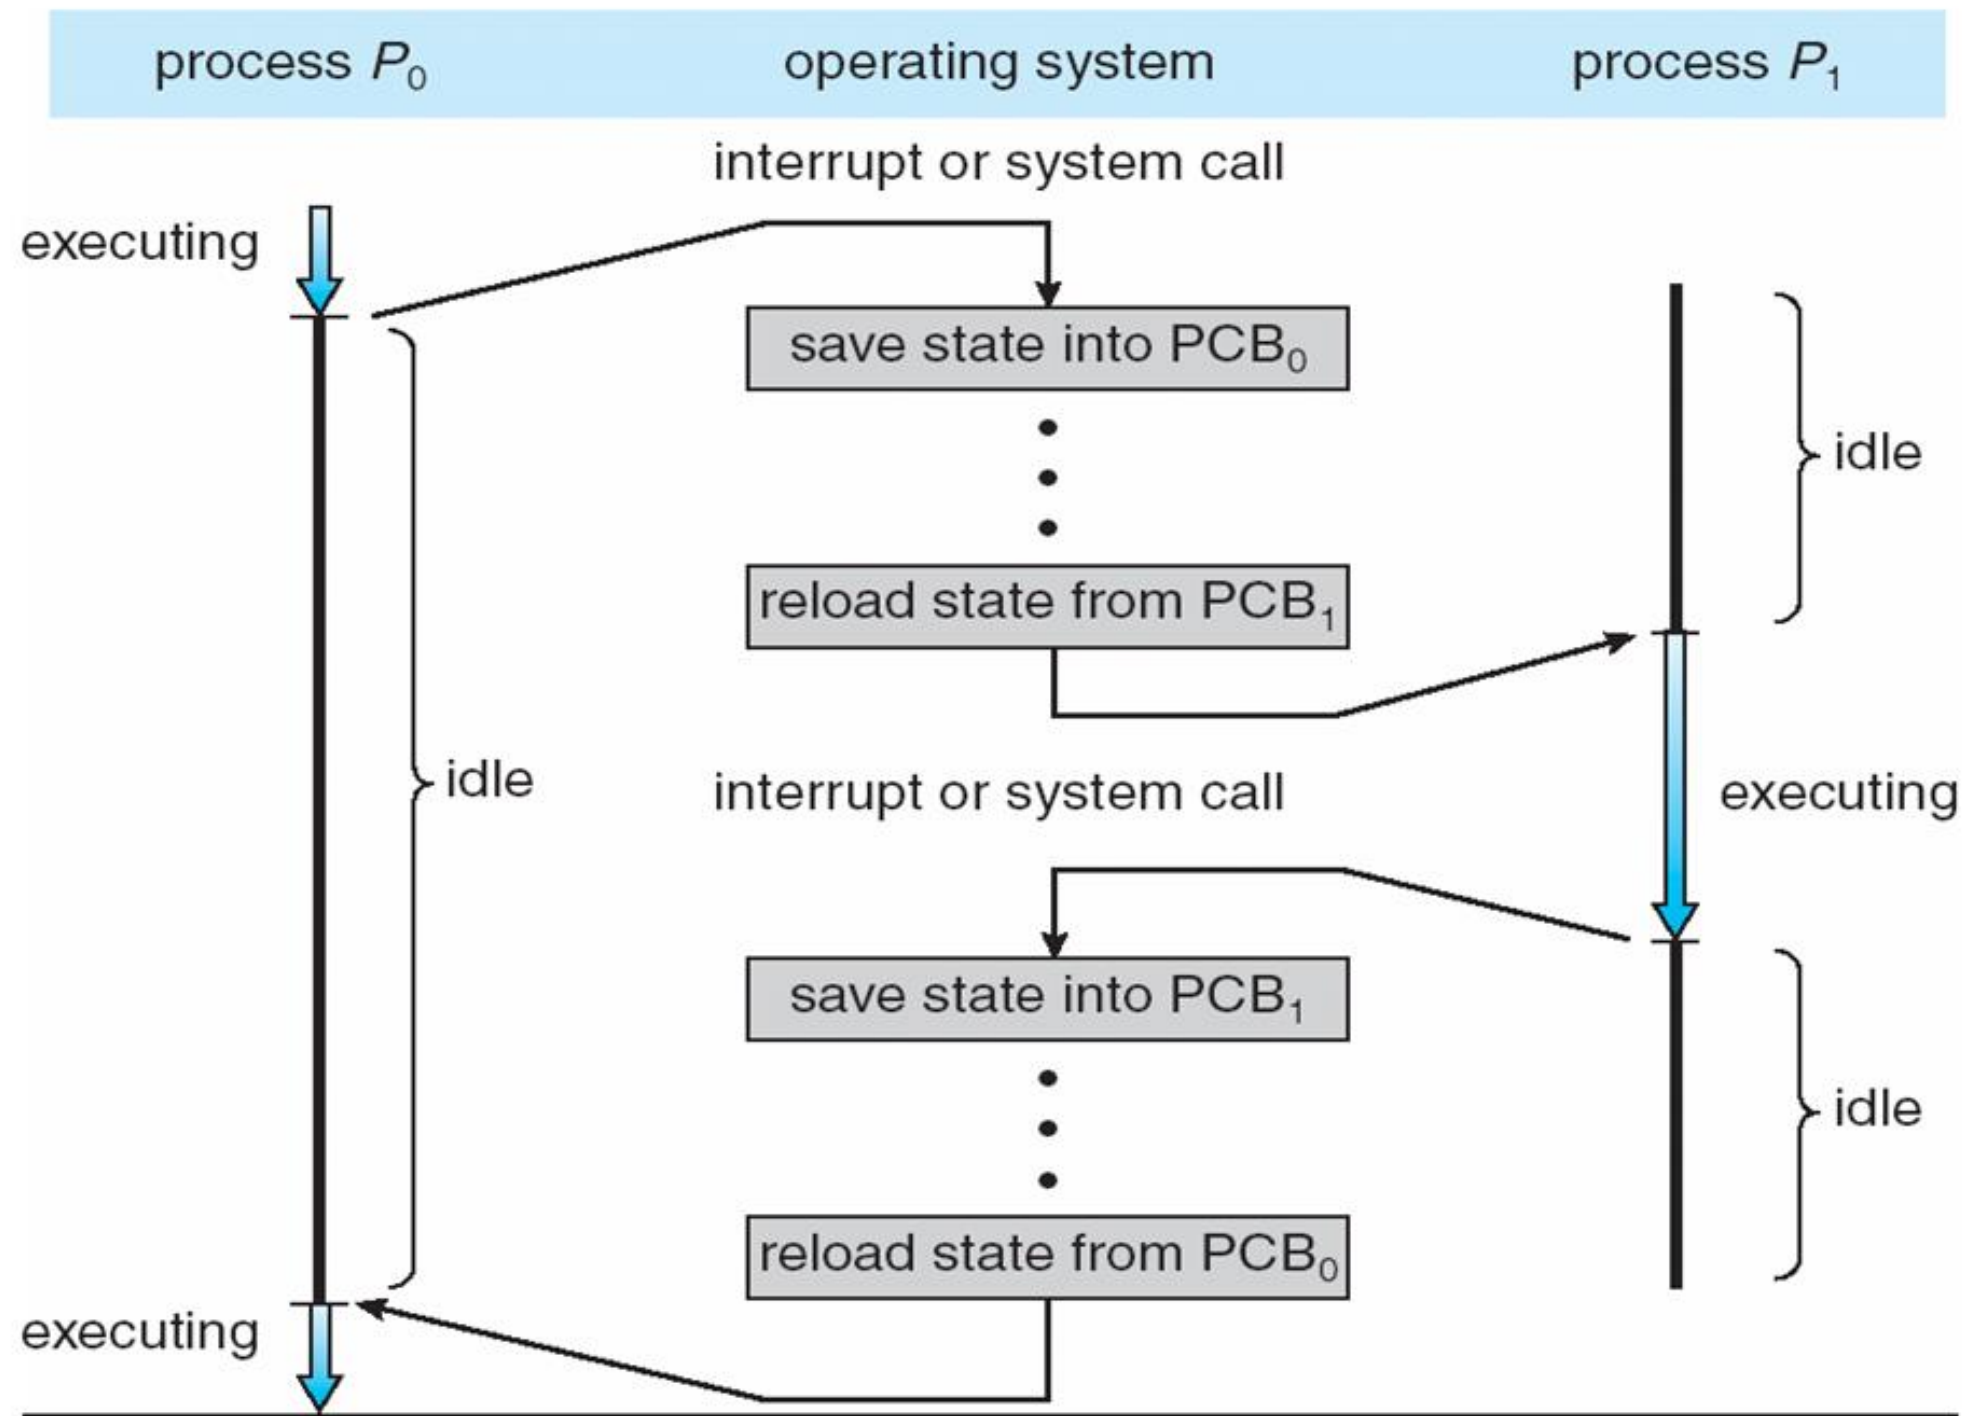 process P₀ operating system process P₁
interrupt or system call
executing
save state into PCB₀
idle
reload state from PCB₁
idle
interrupt or system call
executing
save state into PCB₁
idle
reload state from PCB₀
executing